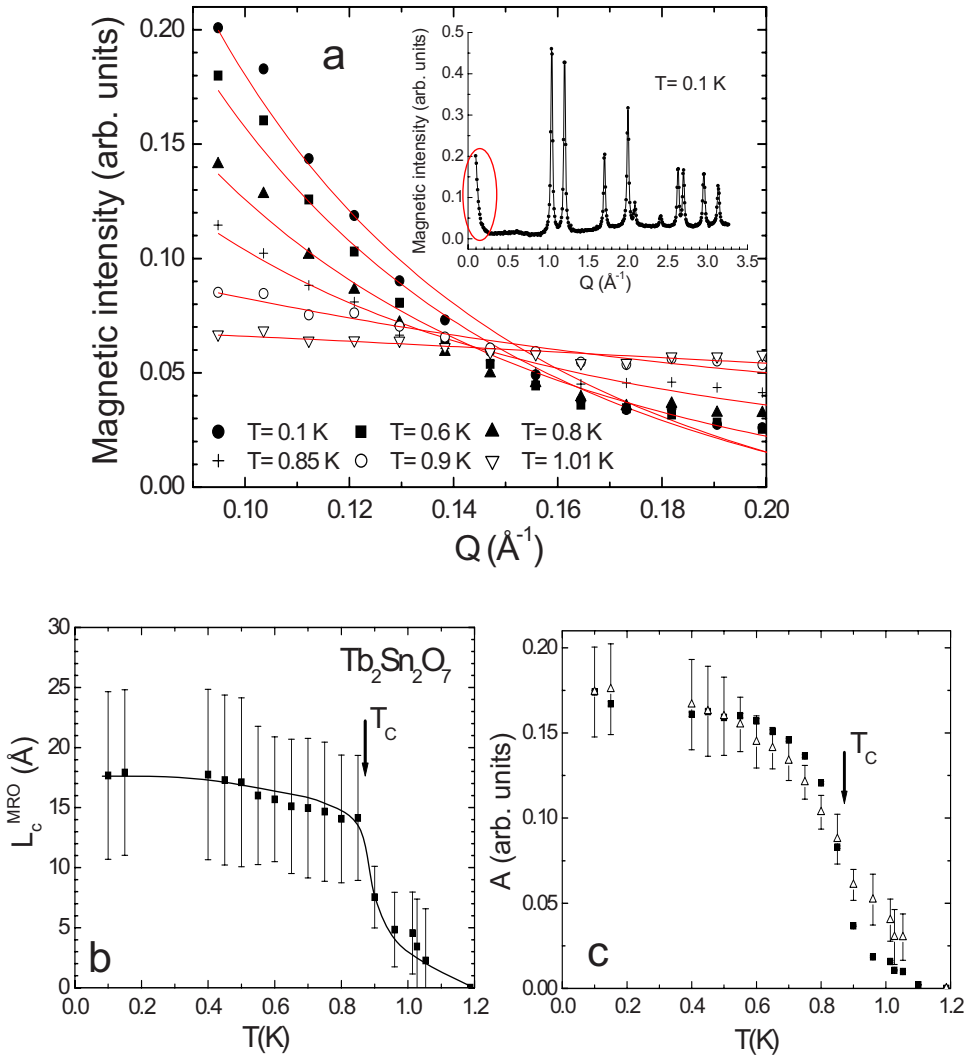 a
Magnetic intensity (arb. units)
0.20
0.15
0.10
0.05
0.00
0.10 0.12 0.14 0.16 0.18 0.20
Q (Å⁻¹)
T= 0.1 K T= 0.6 K T= 0.8 K
T= 0.85 K T= 0.9 K T= 1.01 K
Magnetic intensity (arb. units)
0.5
0.4
0.3
0.2
0.1
0.0
T= 0.1 K
0.0 0.5 1.0 1.5 2.0 2.5 3.0 3.5
Q (Å⁻¹)
L_c^MRO (Å)
30
25
20
15
10
5
0
Tb₂Sn₂O₇
T_C
b
0.0 0.2 0.4 0.6 0.8 1.0 1.2
T(K)
A (arb. units)
0.20
0.15
0.10
0.05
0.00
T_C
c
0.0 0.2 0.4 0.6 0.8 1.0 1.2
T(K)